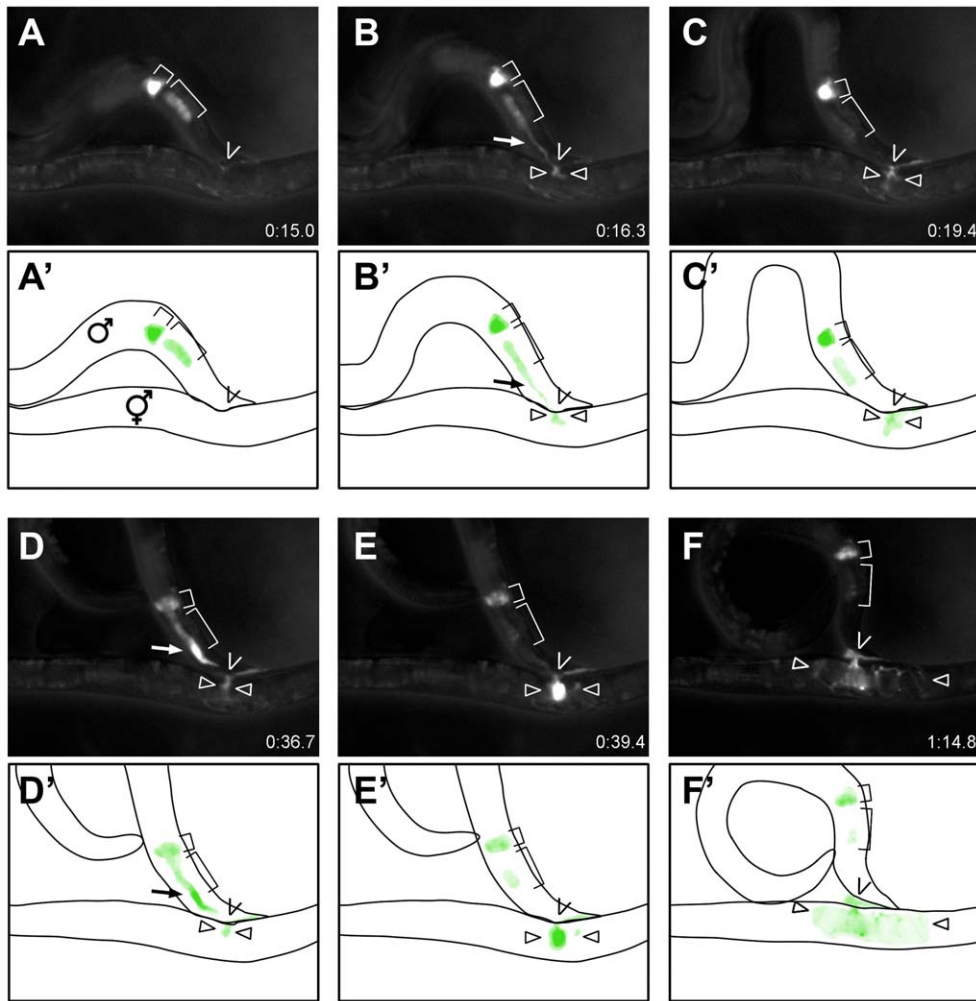 A B C
0:15.0 0:16.3 0:19.4
A’ B’ C’
♂
⚥
D E F
0:36.7 0:39.4 1:14.8
D’ E’ F’